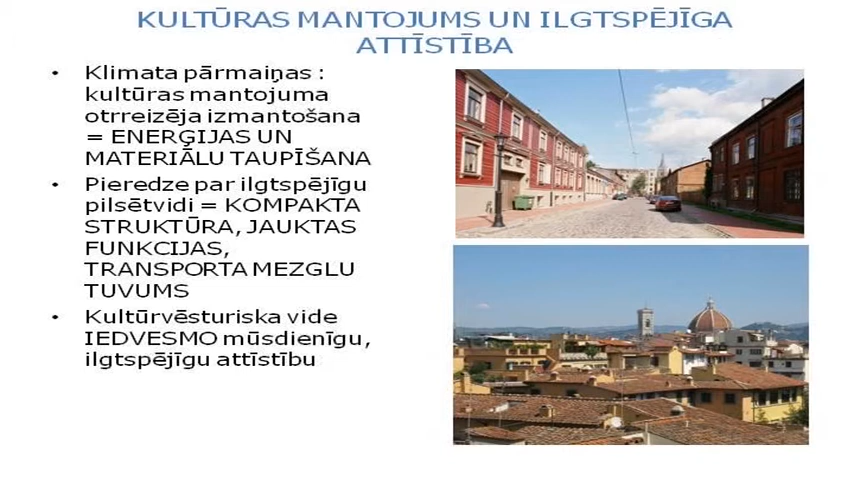 KULTŪRAS MANTOJUMS UN ILGTSPĒJĪGA
ATTĪSTĪBA
• Klimata pārmaiņas :
kultūras mantojuma
otrreizēja izmantošana
= ENERĢIJAS UN
MATERIĀLU TAUPĪŠANA
• Pieredze par ilgtspējīgu
pilsētvidi = KOMPAKTA
STRUKTŪRA, JAUKTAS
FUNKCIJAS,
TRANSPORTA MEZGLU
TUVUMS
• Kultūrvēsturiska vide
IEDVESMO mūsdienīgu,
ilgtspējīgu attīstību